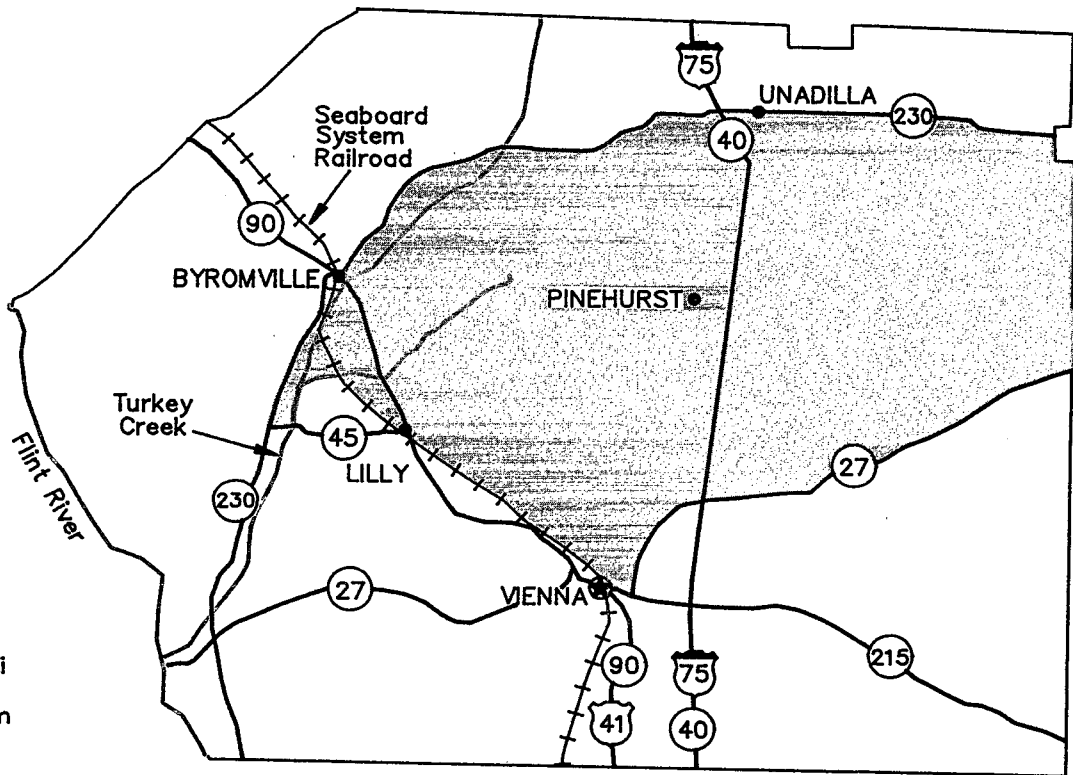 75
UNADILLA
230
Seaboard
System
Railroad
40
90
BYROMVILLE
PINEHURST
Turkey
Creek
45
LILLY
27
Flint River
230
27
VIENNA
i
90
75
215
n
41
40